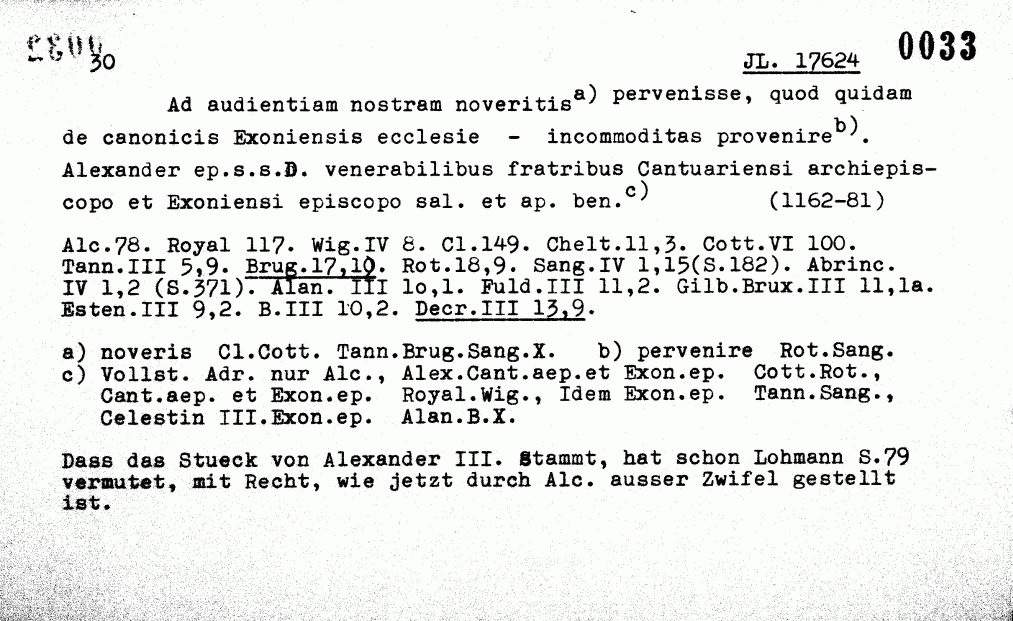 0033
30
JL. 17624
0033
Ad audientiam nostram noveritis a) pervenisse, quod quidam
de canonicis Exoniensis ecclesie - incommoditas provenire b).
Alexander ep.s.s.D. venerabilibus fratribus Cantuariensi archiepis-
copo et Exoniensi episcopo sal. et ap. ben. c) (1162-81)
Alc.78. Royal 117. Wig.IV 8. Cl.149. Chelt.11,3. Cott.VI 100.
Tann.III 5,9. Brug.17,10. Rot.18,9. Sang.IV 1,15(S.182). Abrinc.
IV 1,2 (S.371). Alan. III 1o,1. Fuld.III 11,2. Gilb.Brux.III 11,1a.
Esten.III 9,2. B.III 10,2. Decr.III 13,9.
a) noveris Cl.Cott. Tann.Brug.Sang.X. b) pervenire Rot.Sang.
c) Vollst. Adr. nur Alc., Alex.Cant.aep.et Exon.ep. Cott.Rot.,
Cant.aep. et Exon.ep. Royal.Wig., Idem Exon.ep. Tann.Sang.,
Celestin III.Exon.ep. Alan.B.X.
Dass das Stueck von Alexander III. Stammt, hat schon Lohmann S.79
vermutet, mit Recht, wie jetzt durch Alc. ausser Zwifel gestellt
ist.